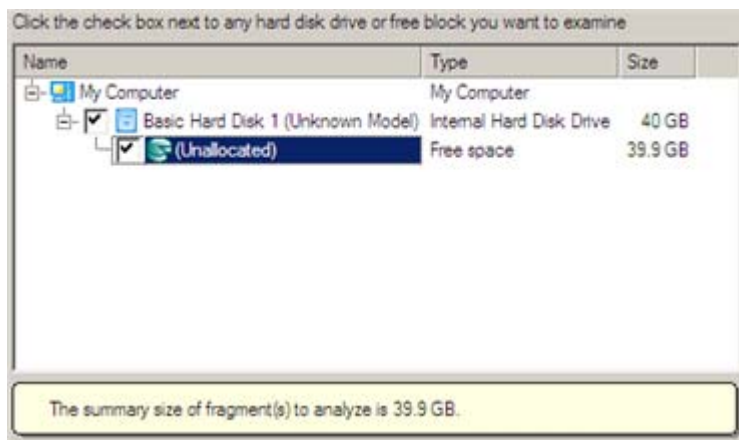 Click the check box next to any hard disk drive or free block you want to examine
Name Type Size
My Computer My Computer
Basic Hard Disk 1 (Unknown Model) Internal Hard Disk Drive 40 GB
(Unallocated) Free space 39.9 GB
The summary size of fragment(s) to analyze is 39.9 GB.